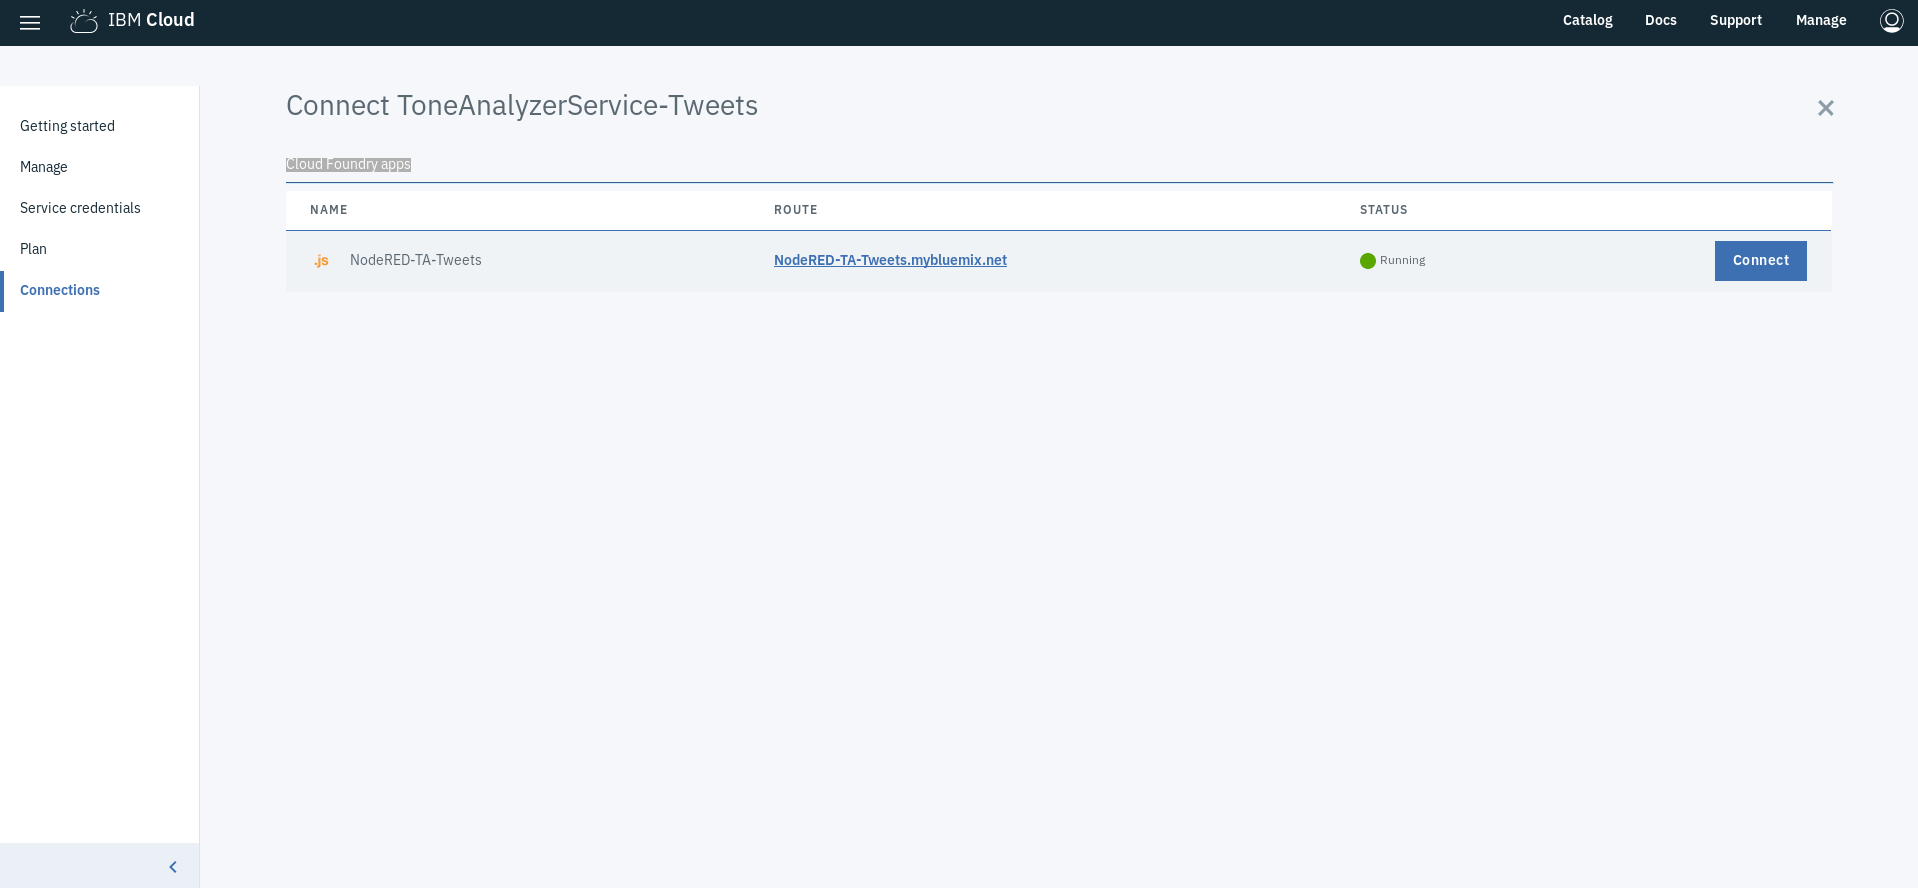 IBM Cloud
Catalog Docs Support Manage
Getting started
Manage
Service credentials
Plan
Connections
Connect ToneAnalyzerService-Tweets
Cloud Foundry apps
NAME ROUTE STATUS
.js NodeRED-TA-Tweets NodeRED-TA-Tweets.mybluemix.net Running Connect